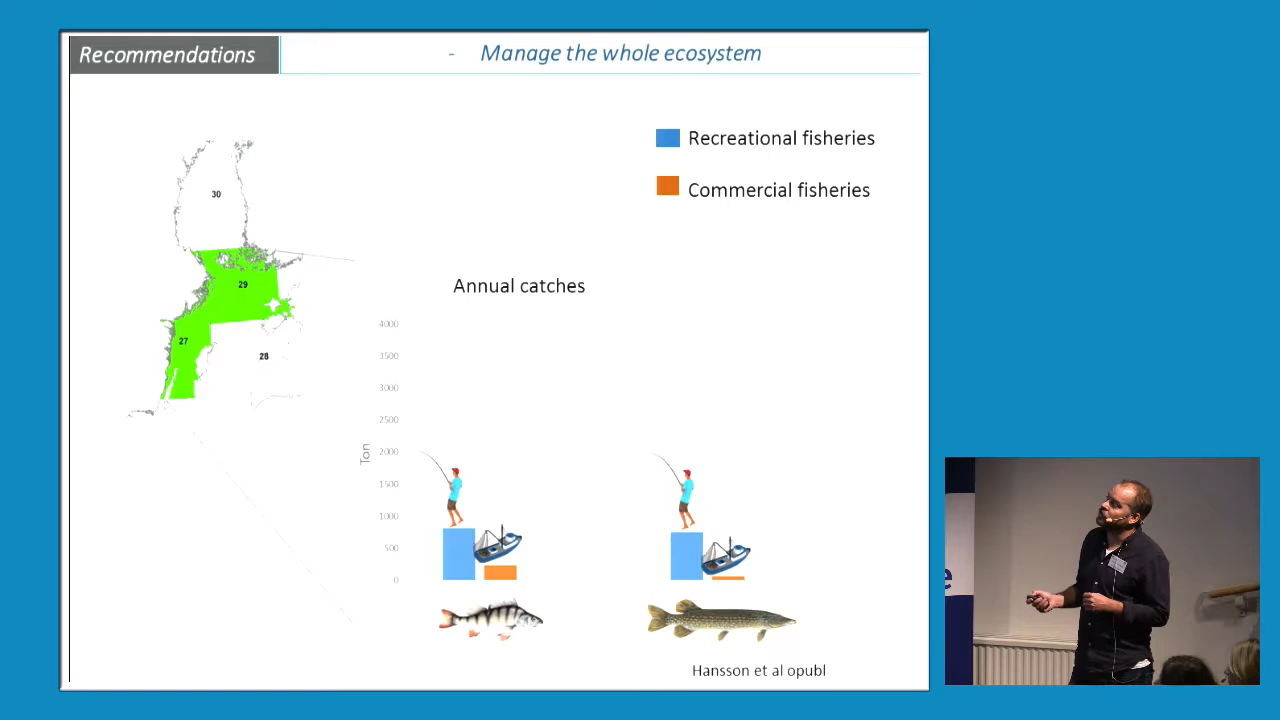 Recommendations
- Manage the whole ecosystem
Recreational fisheries
Commercial fisheries
30
29
27
28
Annual catches
4000
3500
3000
2500
2000
1500
1000
500
0
Ton
Hansson et al opubl
e